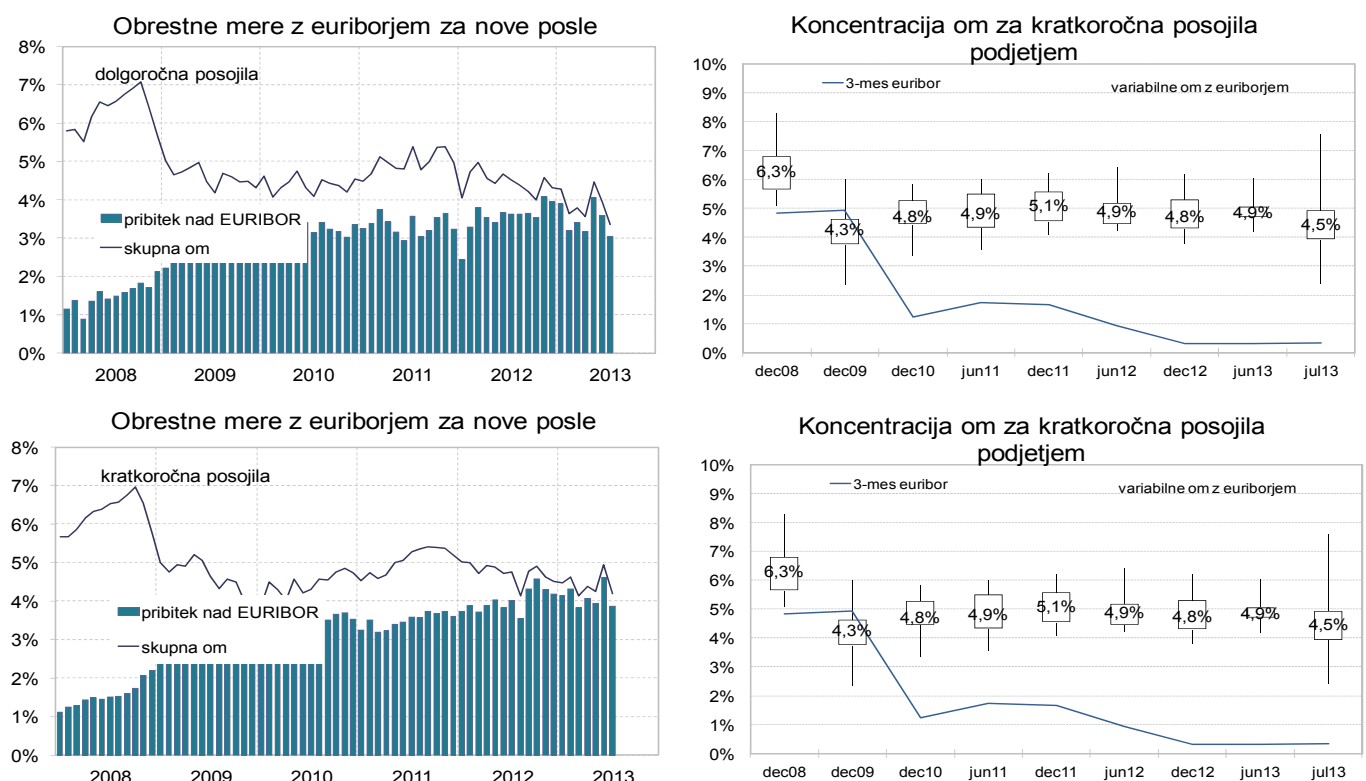 Obrestne mere z euriborjem za nove posle
8%
7%
6%
5%
4%
3%
2%
1%
0%
dolgoročna posojila
pribitek nad EURIBOR
skupna om
2008 2009 2010 2011 2012 2013
Koncentracija om za kratkoročna posojila
podjetjem
10%
9%
8%
7%
6%
5%
4%
3%
2%
1%
0%
3-mes euribor
variabilne om z euriborjem
6,3% 4,3% 4,8% 4,9% 5,1% 4,9% 4,8% 4,9% 4,5%
dec08 dec09 dec10 jun11 dec11 jun12 dec12 jun13 jul13
Obrestne mere z euriborjem za nove posle
8%
7%
6%
5%
4%
3%
2%
1%
0%
kratkoročna posojila
pribitek nad EURIBOR
skupna om
2008 2009 2010 2011 2012 2013
Koncentracija om za kratkoročna posojila
podjetjem
10%
9%
8%
7%
6%
5%
4%
3%
2%
1%
0%
3-mes euribor
variabilne om z euriborjem
6,3% 4,3% 4,8% 4,9% 5,1% 4,9% 4,8% 4,9% 4,5%
dec08 dec09 dec10 jun11 dec11 jun12 dec12 jun13 jul13